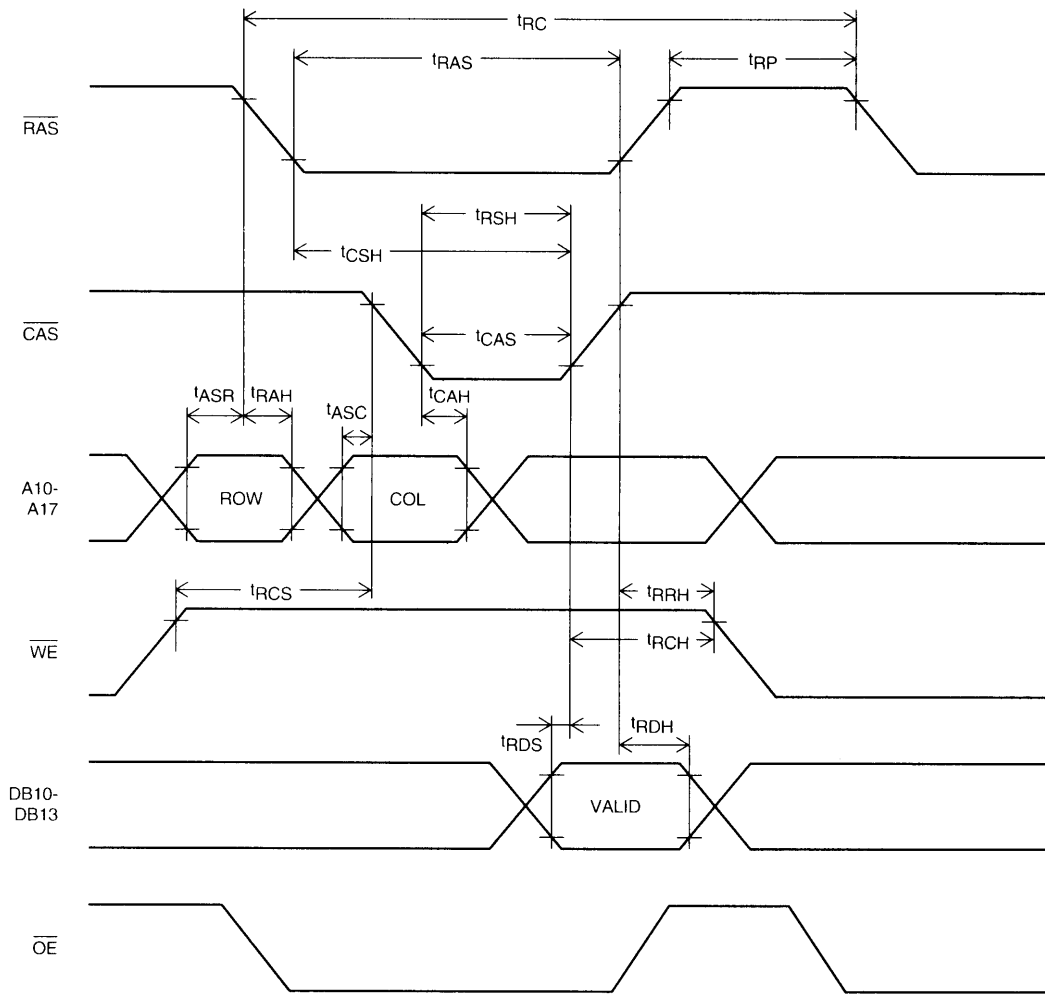 tRC
tRAS
tRP
RAS
tRSH
tCSH
CAS
tCAS
tASR
tRAH
tCAH
tASC
A10-
A17
ROW
COL
tRCS
tRRH
WE
tRCH
tRDS
tRDH
DB10-
DB13
VALID
OE